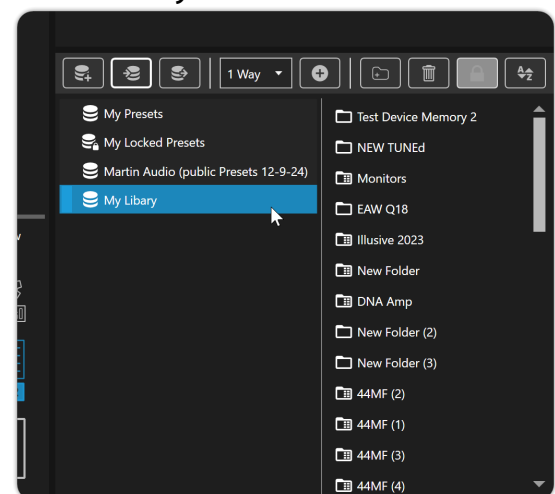 1 Way
My Presets
My Locked Presets
Martin Audio (public Presets 12-9-24)
My Libary
Test Device Memory 2
NEW TUNEd
Monitors
EAW Q18
Illusive 2023
New Folder
DNA Amp
New Folder (2)
New Folder (3)
44MF (2)
44MF (1)
44MF (3)
44MF (4)